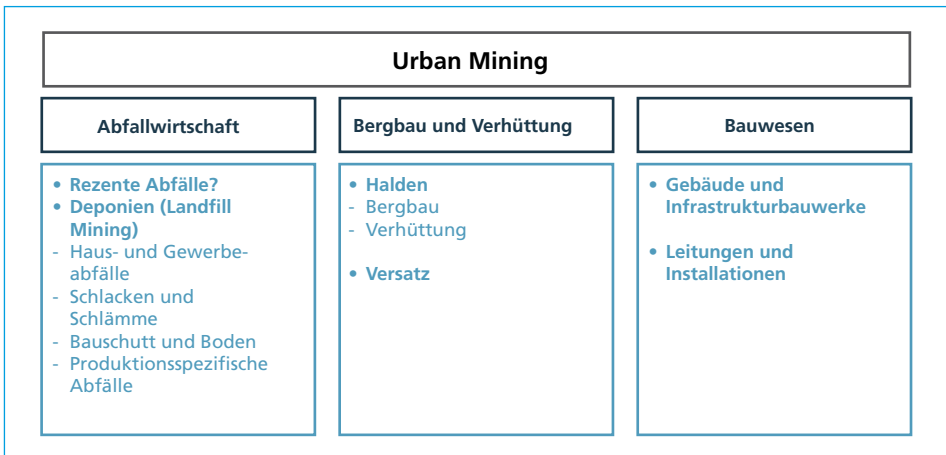 Urban Mining
Abfallwirtschaft
• Rezente Abfälle?
• Deponien (Landfill
Mining)
- Haus- und Gewerbe-
abfälle
- Schlacken und
Schlämme
- Bauschutt und Boden
- Produktionsspezifische
Abfälle
Bergbau und Verhüttung
• Halden
- Bergbau
- Verhüttung
• Versatz
Bauwesen
• Gebäude und
Infrastrukturbauwerke
• Leitungen und
Installationen